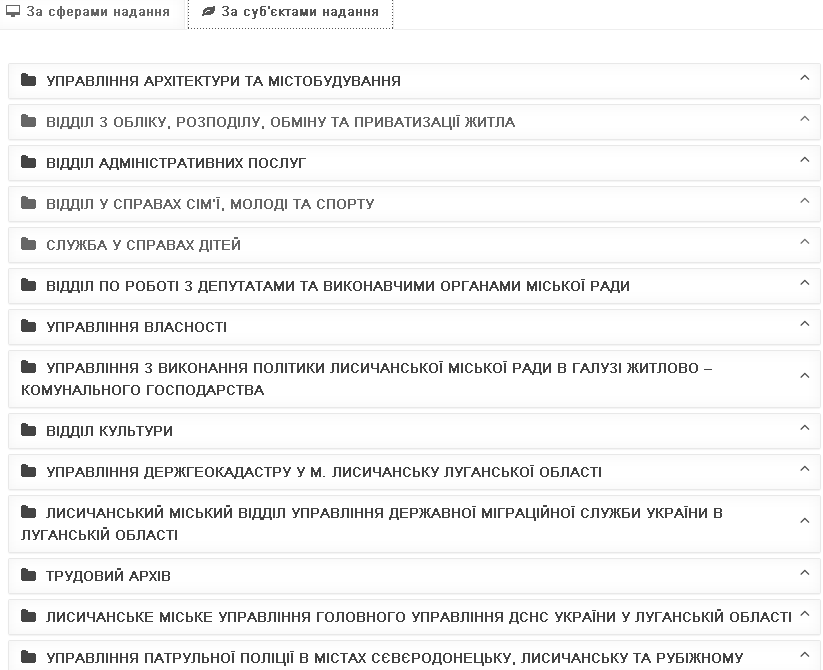 За сферами надання За суб'єктами надання
УПРАВЛІННЯ АРХІТЕКТУРИ ТА МІСТОБУДУВАННЯ
ВІДДІЛ З ОБЛІКУ, РОЗПОДІЛУ, ОБМІНУ ТА ПРИВАТИЗАЦІЇ ЖИТЛА
ВІДДІЛ АДМІНІСТРАТИВНИХ ПОСЛУГ
ВІДДІЛ У СПРАВАХ СІМ'Ї, МОЛОДІ ТА СПОРТУ
СЛУЖБА У СПРАВАХ ДІТЕЙ
ВІДДІЛ ПО РОБОТІ З ДЕПУТАТАМИ ТА ВИКОНАВЧИМИ ОРГАНАМИ МІСЬКОЇ РАДИ
УПРАВЛІННЯ ВЛАСНОСТІ
УПРАВЛІННЯ З ВИКОНАННЯ ПОЛІТИКИ ЛИСИЧАНСЬКОЇ МІСЬКОЇ РАДИ В ГАЛУЗІ ЖИТЛОВО –
КОМУНАЛЬНОГО ГОСПОДАРСТВА
ВІДДІЛ КУЛЬТУРИ
УПРАВЛІННЯ ДЕРЖГЕОКАДАСТРУ У М. ЛИСИЧАНСЬКУ ЛУГАНСЬКОЇ ОБЛАСТІ
ЛИСИЧАНСЬКИЙ МІСЬКИЙ ВІДДІЛ УПРАВЛІННЯ ДЕРЖАВНОЇ МІГРАЦІЙНОЇ СЛУЖБИ УКРАЇНИ В
ЛУГАНСЬКІЙ ОБЛАСТІ
ТРУДОВИЙ АРХІВ
ЛИСИЧАНСЬКЕ МІСЬКЕ УПРАВЛІННЯ ГОЛОВНОГО УПРАВЛІННЯ ДСНС УКРАЇНИ У ЛУГАНСЬКІЙ ОБЛАСТІ
УПРАВЛІННЯ ПАТРУЛЬНОЇ ПОЛІЦІЇ В МІСТАХ СЄВЄРОДОНЕЦЬКУ, ЛИСИЧАНСЬКУ ТА РУБІЖНОМУ